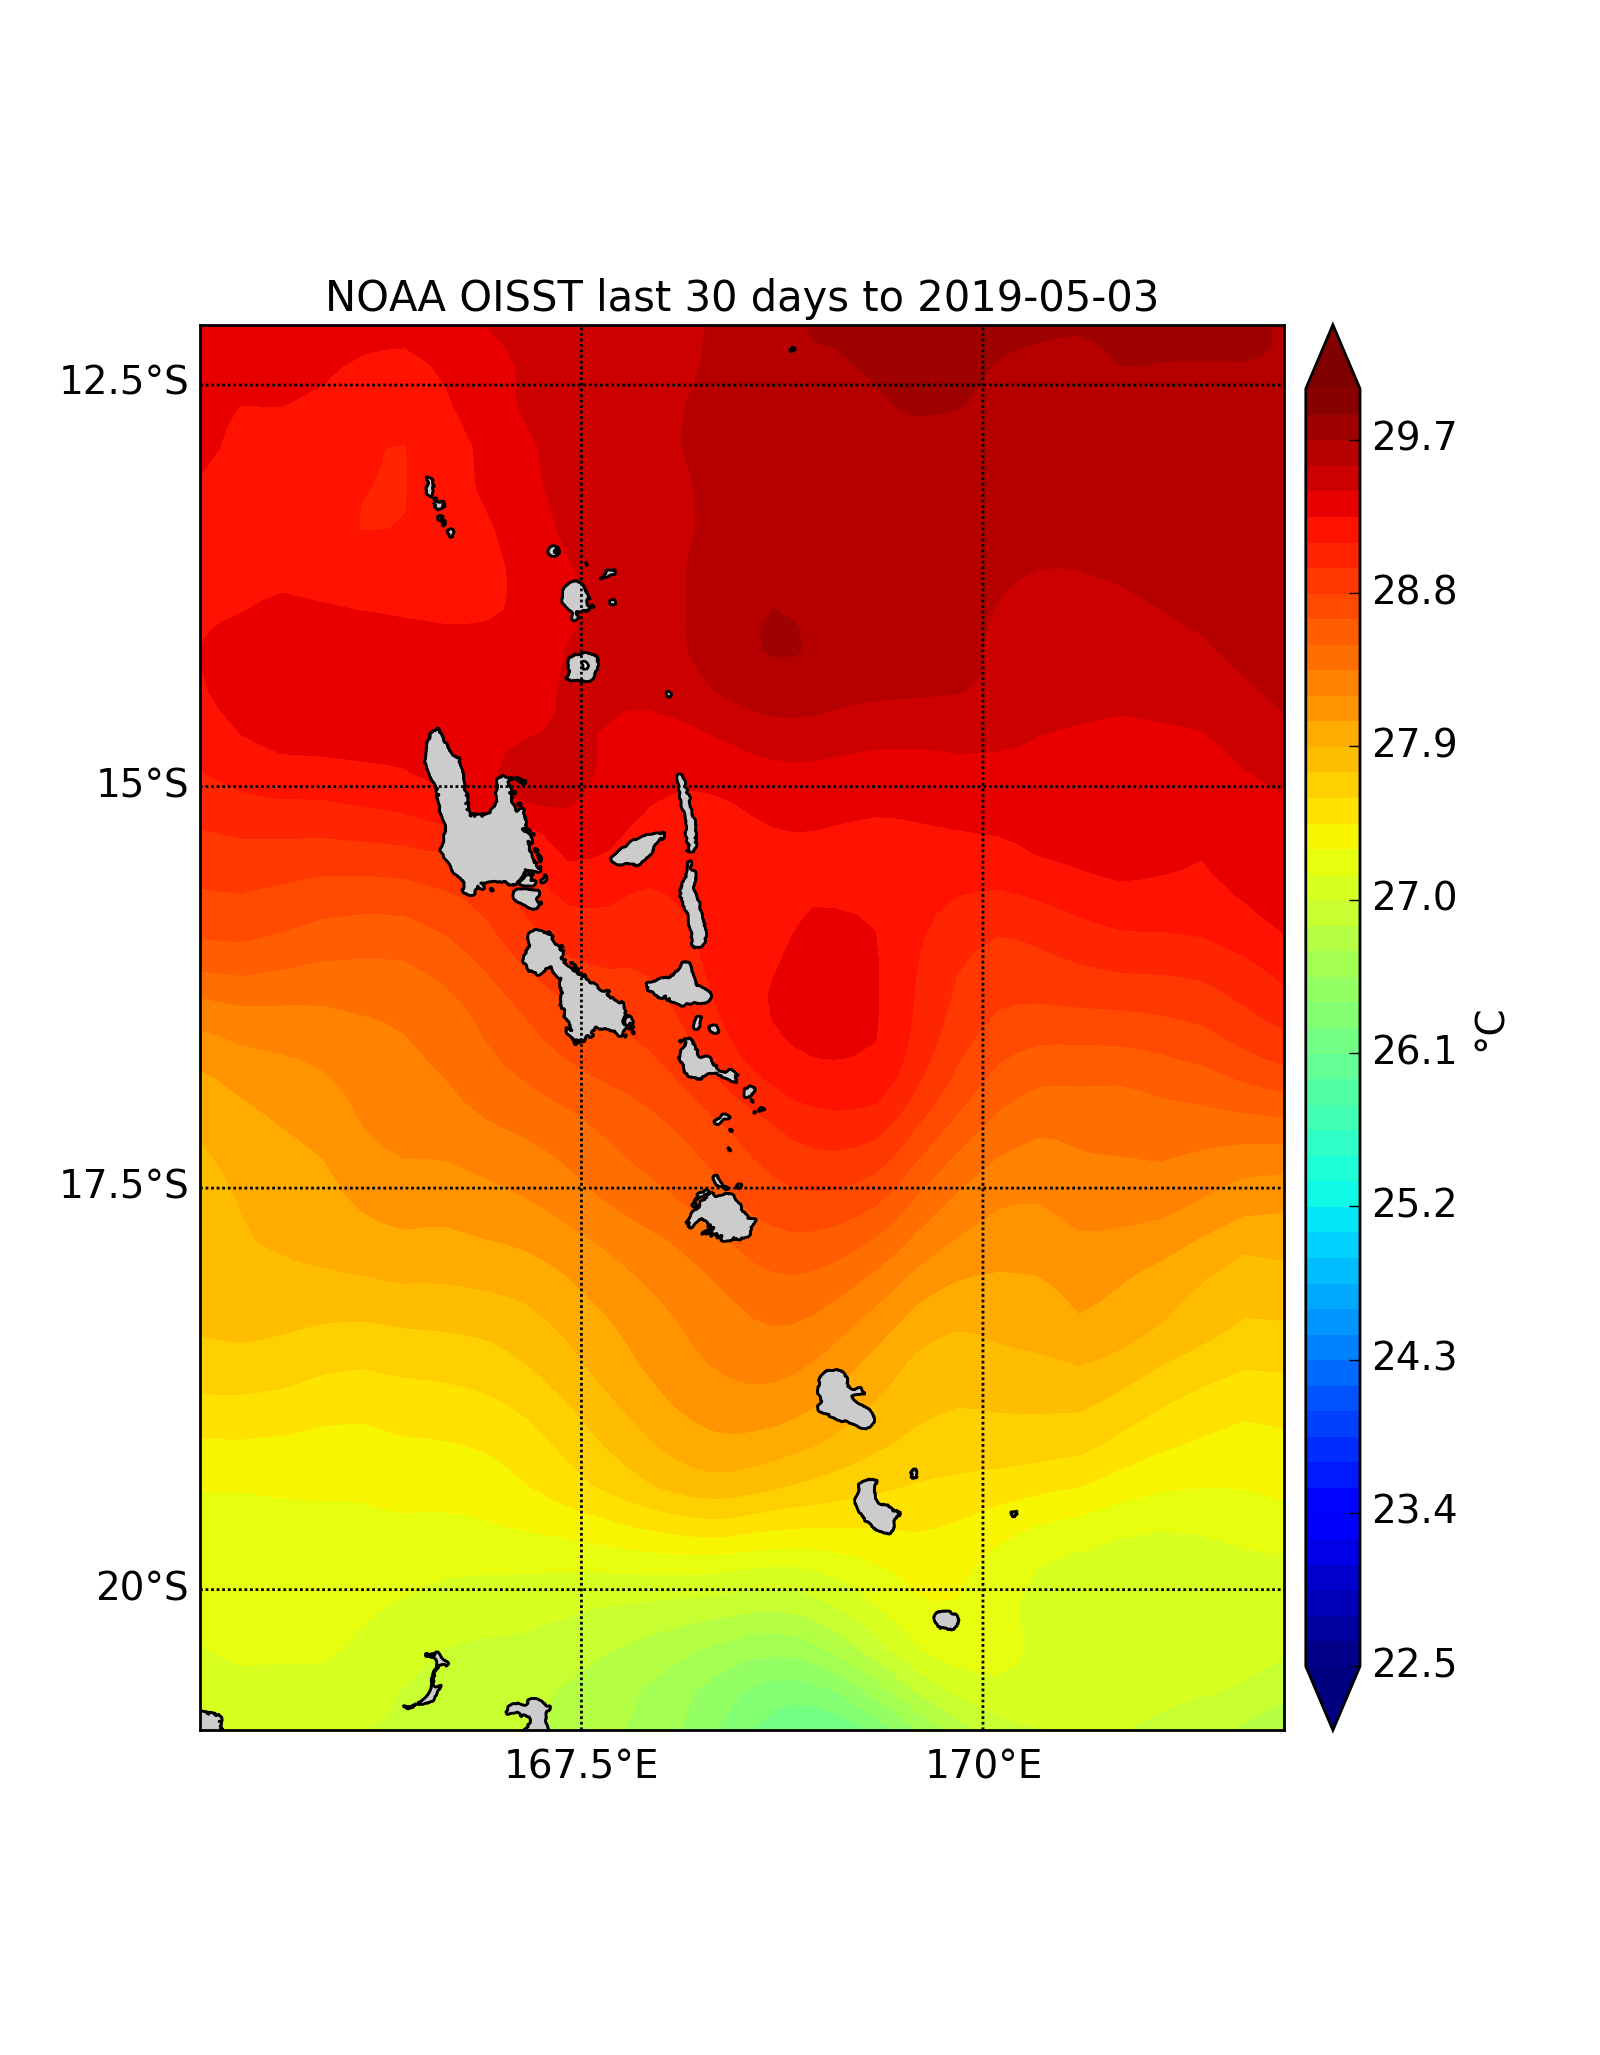 NOAA OISST last 30 days to 2019-05-03
12.5°S
15°S
17.5°S
20°S
167.5°E
170°E
29.7
28.8
27.9
27.0
26.1
25.2
24.3
23.4
22.5
°C